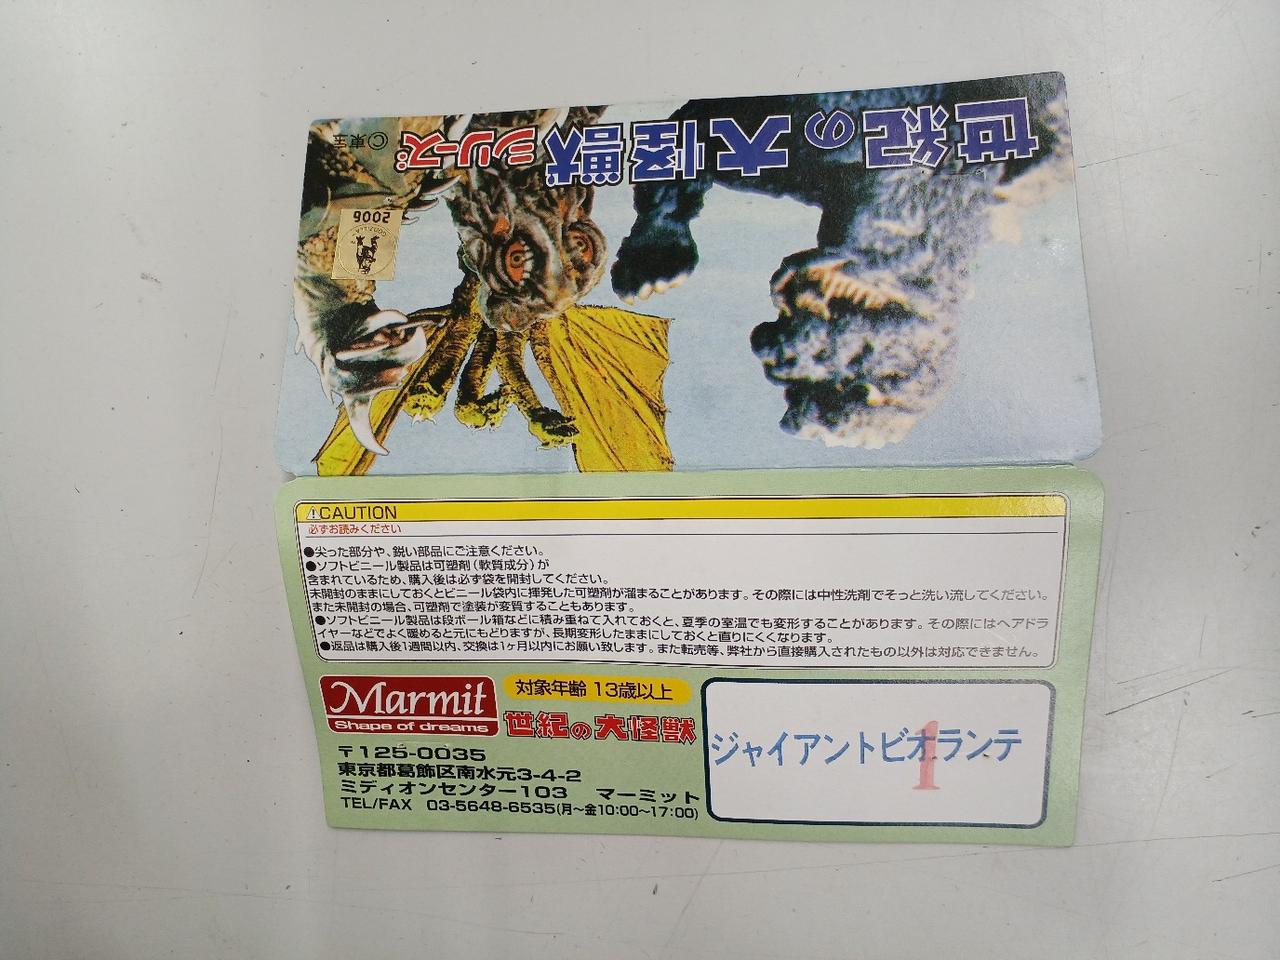 世紀の大怪獣シリーズ
©東宝
2006
GODZILLA
⚠CAUTION
必ずお読みください
●尖った部分や、鋭い部品にご注意ください。
●ソフトビニール製品は可塑剤(軟質成分)が
含まれているため、購入後は必ず袋を開封してください。
未開封のままにしておくとビニール袋内に揮発した可塑剤が溜まることがあります。その際には中性洗剤でそっと洗い流してください。
また未開封の場合、可塑剤で塗装が変質することもあります。
●ソフトビニール製品は段ボール箱などに積み重ねて入れておくと、夏季の室温でも変形することがあります。その際にはヘアドラ
イヤーなどでよく暖めると元にもどりますが、長期変形したままにしておくと直りにくくなります。
●返品は購入後1週間以内、交換は1ヶ月以内にお願い致します。また転売等、弊社から直接購入されたもの以外は対応できません。
Marmit
Shape of dreams
対象年齢 13歳以上
世紀の大怪獣
〒125-0035
東京都葛飾区南水元3-4-2
ミディオンセンター103 マーミット
TEL/FAX 03-5648-6535(月~金10:00~17:00)
ジャイアントビオランテ
1